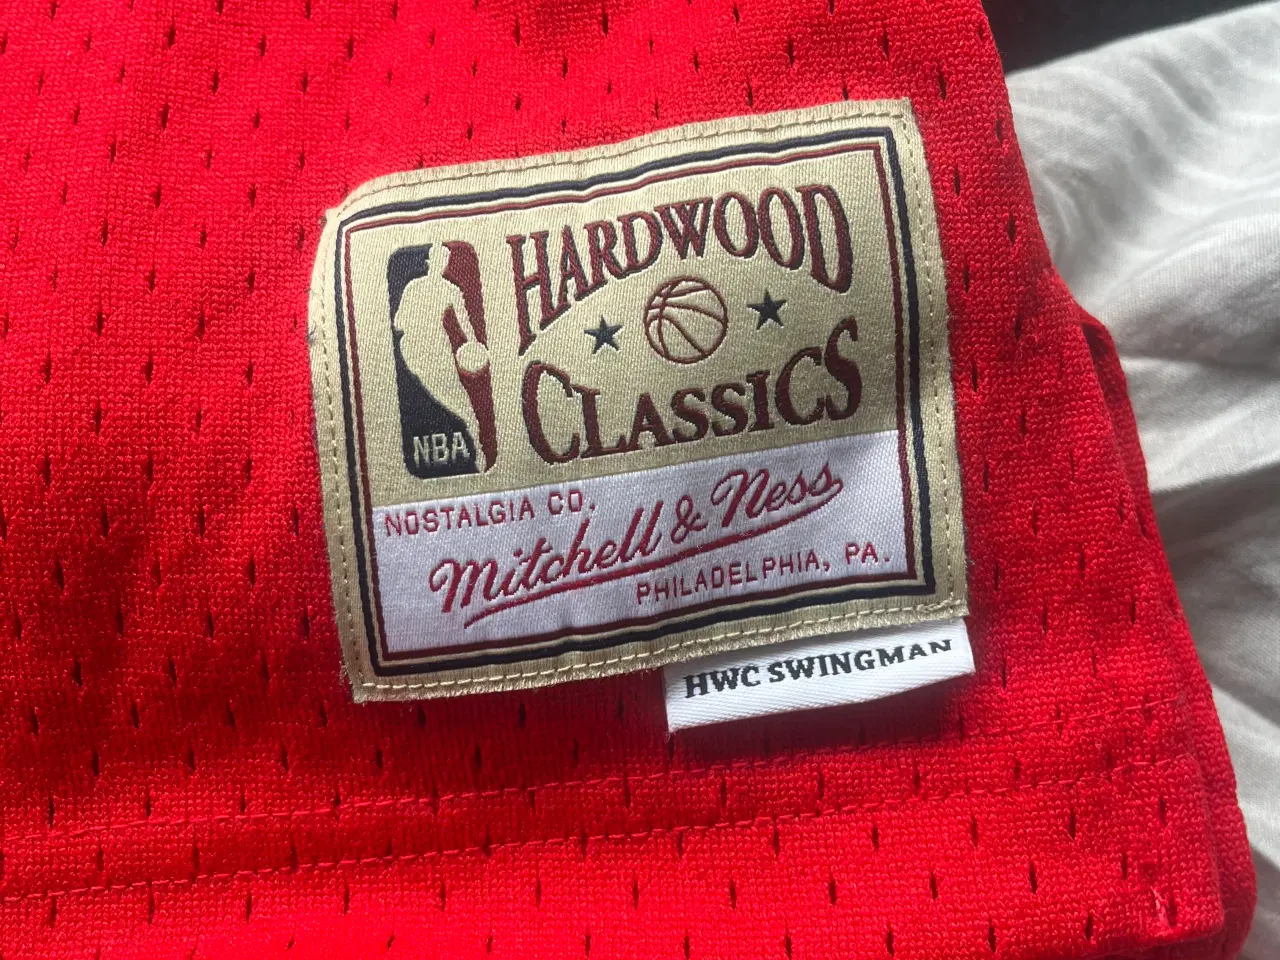 HARDWOOD
CLASSICS
NBA
NOSTALGIA CO.
Mitchell & Ness
PHILADELPHIA, PA.
HWC SWINGMAN